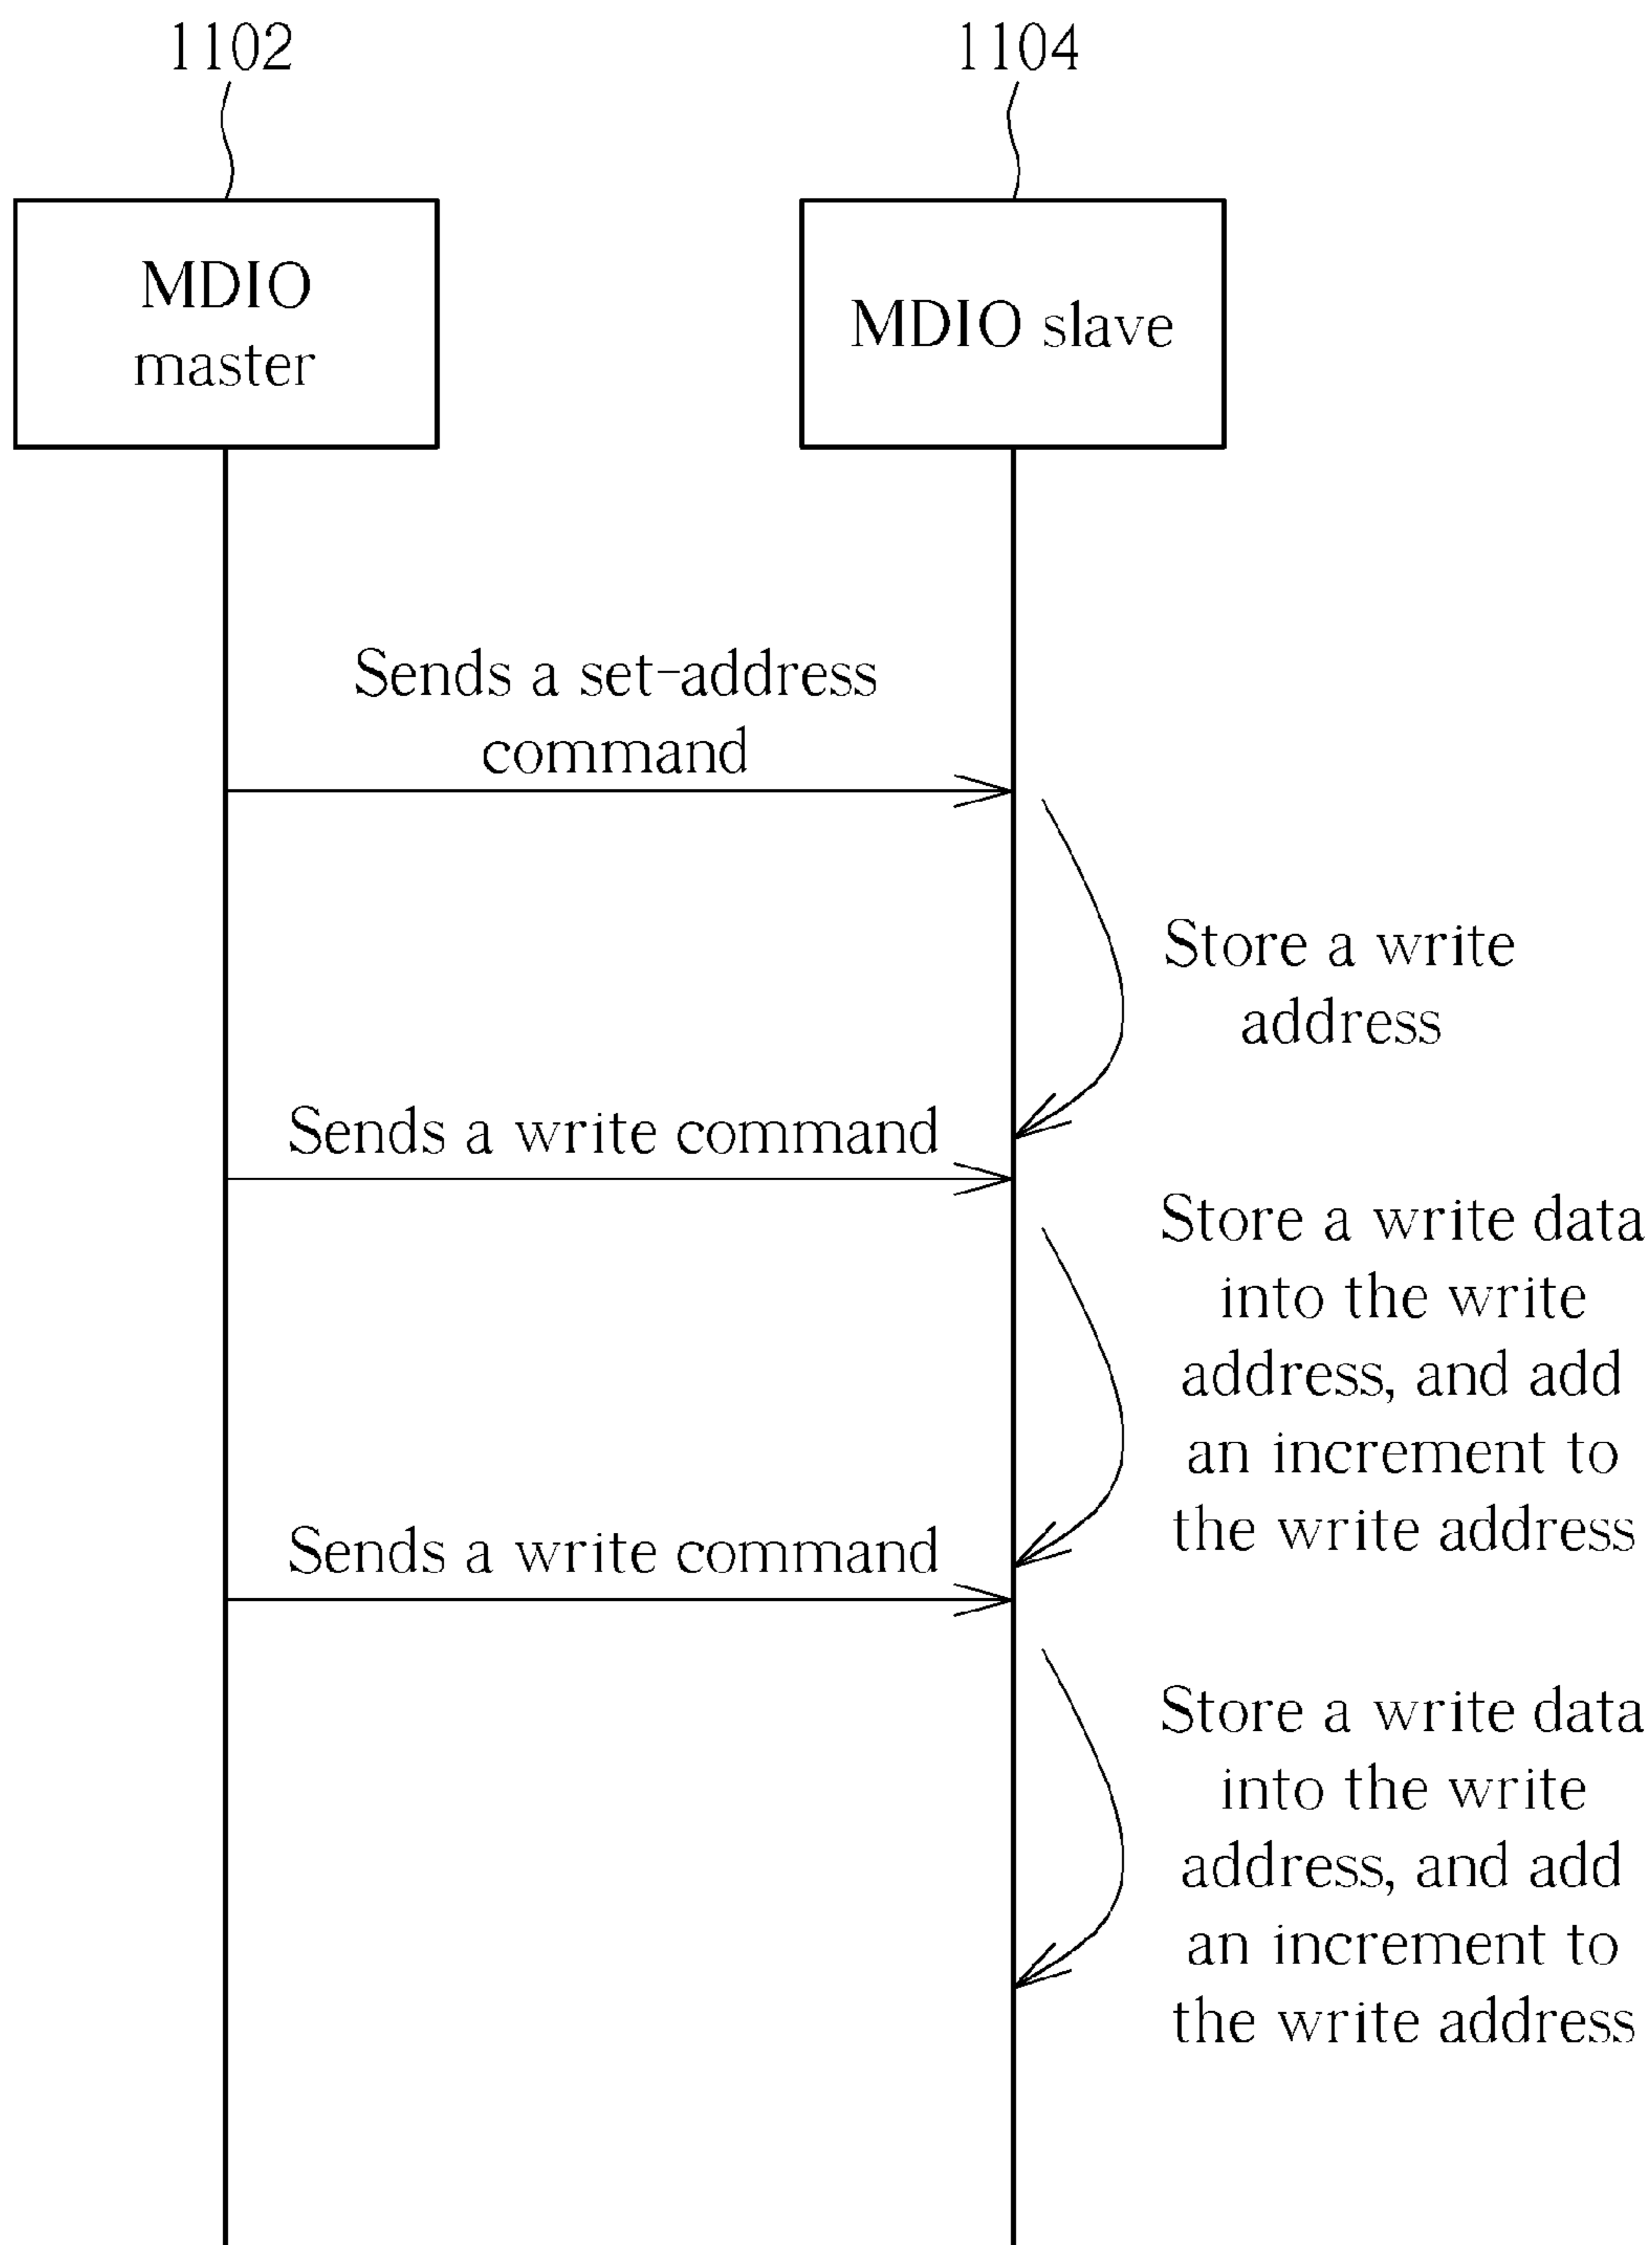 1102
1104
MDIO
master
MDIO slave
Sends a set-address
command
Store a write
address
Sends a write command
Store a write data
into the write
address, and add
an increment to
the write address
Sends a write command
Store a write data
into the write
address, and add
an increment to
the write address